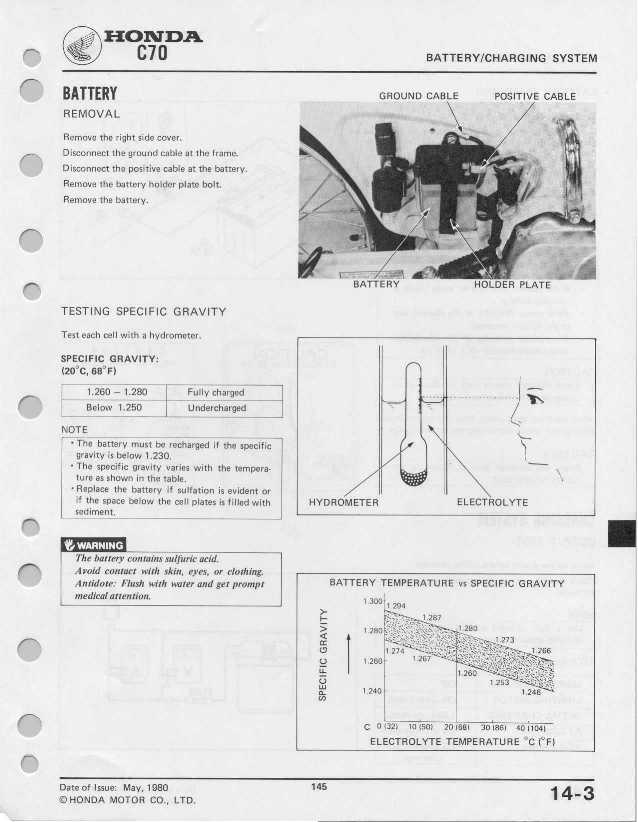 HONDA
C70
BATTERY/CHARGING SYSTEM
BATTERY
REMOVAL
Remove the right side cover.
Disconnect the ground cable at the frame.
Disconnect the positive cable at the battery.
Remove the battery holder plate bolt.
Remove the battery.
GROUND CABLE
POSITIVE CABLE
BATTERY
HOLDER PLATE
TESTING SPECIFIC GRAVITY
Test each cell with a hydrometer.
SPECIFIC GRAVITY:
(20°C, 68°F)
1.260 – 1.280 Fully charged
Below 1.250 Undercharged
NOTE
• The battery must be recharged if the specific
gravity is below 1.230.
• The specific gravity varies with the tempera-
ture as shown in the table.
• Replace the battery if sulfation is evident or
if the space below the cell plates is filled with
sediment.
WARNING
The battery contains sulfuric acid.
Avoid contact with skin, eyes, or clothing.
Antidote: Flush with water and get prompt
medical attention.
HYDROMETER
ELECTROLYTE
BATTERY TEMPERATURE vs SPECIFIC GRAVITY
SPECIFIC GRAVITY
1.300
1.280
1.260
1.240
1.294
1.287
1.280
1.273
1.266
1.274
1.267
1.260
1.253
1.246
C 0 (32) 10 (50) 20 (68) 30 (86) 40 (104)
ELECTROLYTE TEMPERATURE °C (°F)
Date of Issue: May, 1980
© HONDA MOTOR CO., LTD.
145
14-3